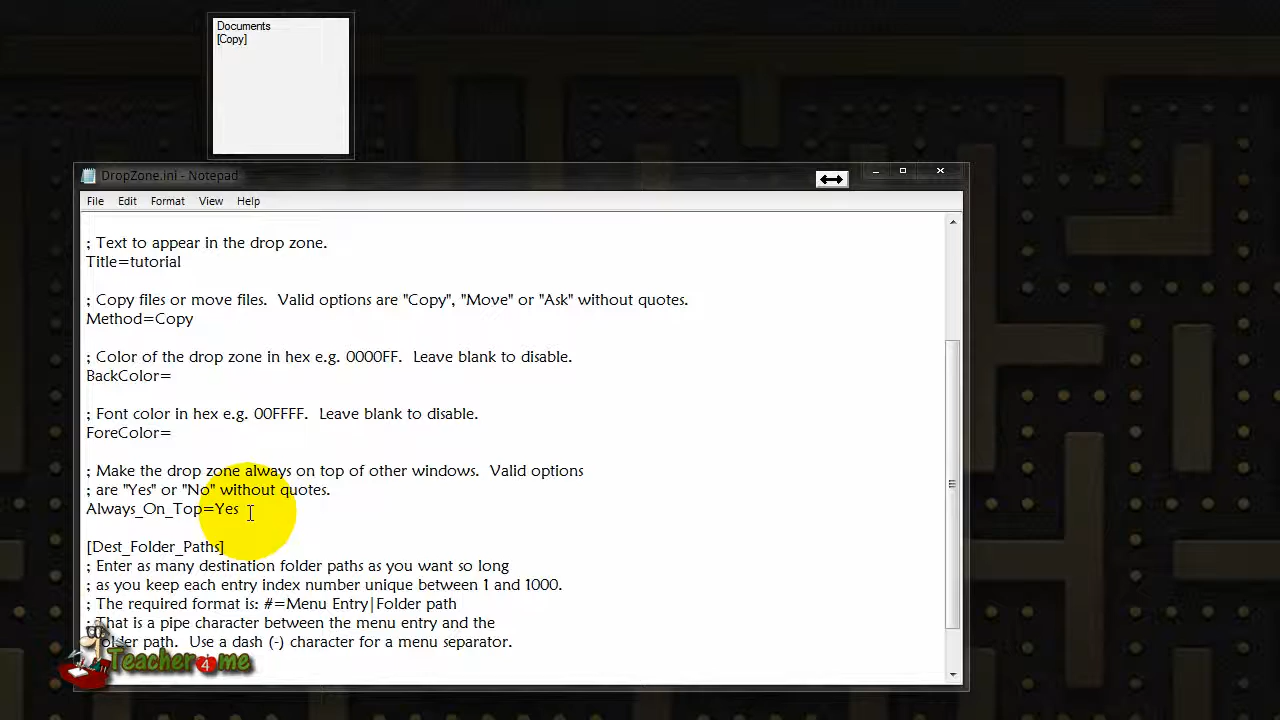 Documents
[Copy]
DropZone.ini - Notepad
File Edit Format View Help
; Text to appear in the drop zone.
Title=tutorial
; Copy files or move files.  Valid options are "Copy", "Move" or "Ask" without quotes.
Method=Copy
; Color of the drop zone in hex e.g. 0000FF.  Leave blank to disable.
BackColor=
; Font color in hex e.g. 00FFFF.  Leave blank to disable.
ForeColor=
; Make the drop zone always on top of other windows.  Valid options
; are "Yes" or "No" without quotes.
Always_On_Top=Yes
[Dest_Folder_Paths]
; Enter as many destination folder paths as you want so long
; as you keep each entry index number unique between 1 and 1000.
; The required format is: #=Menu Entry|Folder path
; That is a pipe character between the menu entry and the
path.  Use a dash (-) character for a menu separator.
Teacher4me